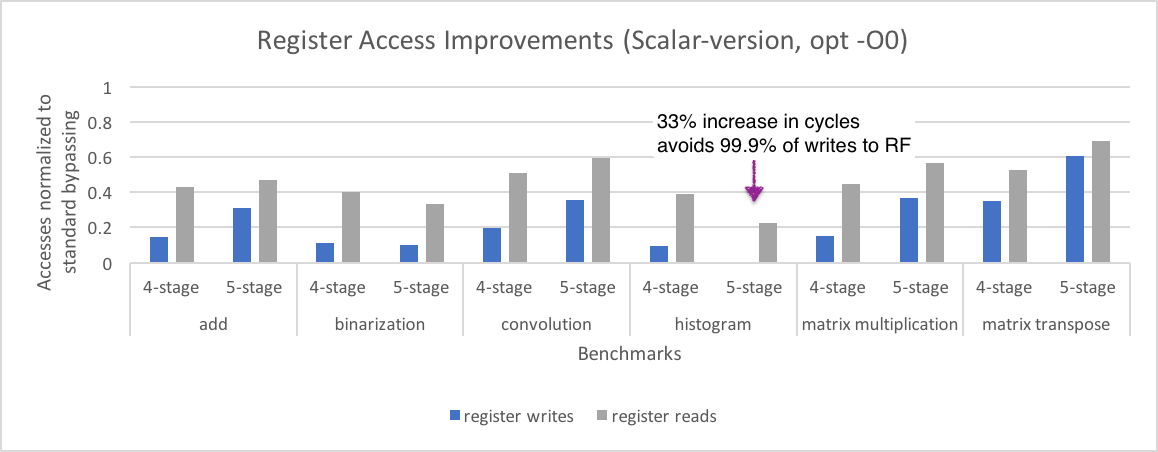 Register Access Improvements (Scalar-version, opt -O0)
Accesses normalized to
standard bypassing
1
0.8
0.6
0.4
0.2
0
33% increase in cycles
avoids 99.9% of writes to RF
4-stage 5-stage 4-stage 5-stage 4-stage 5-stage 4-stage 5-stage 4-stage 5-stage 4-stage 5-stage
add binarization convolution histogram matrix multiplication matrix transpose
Benchmarks
register writes register reads